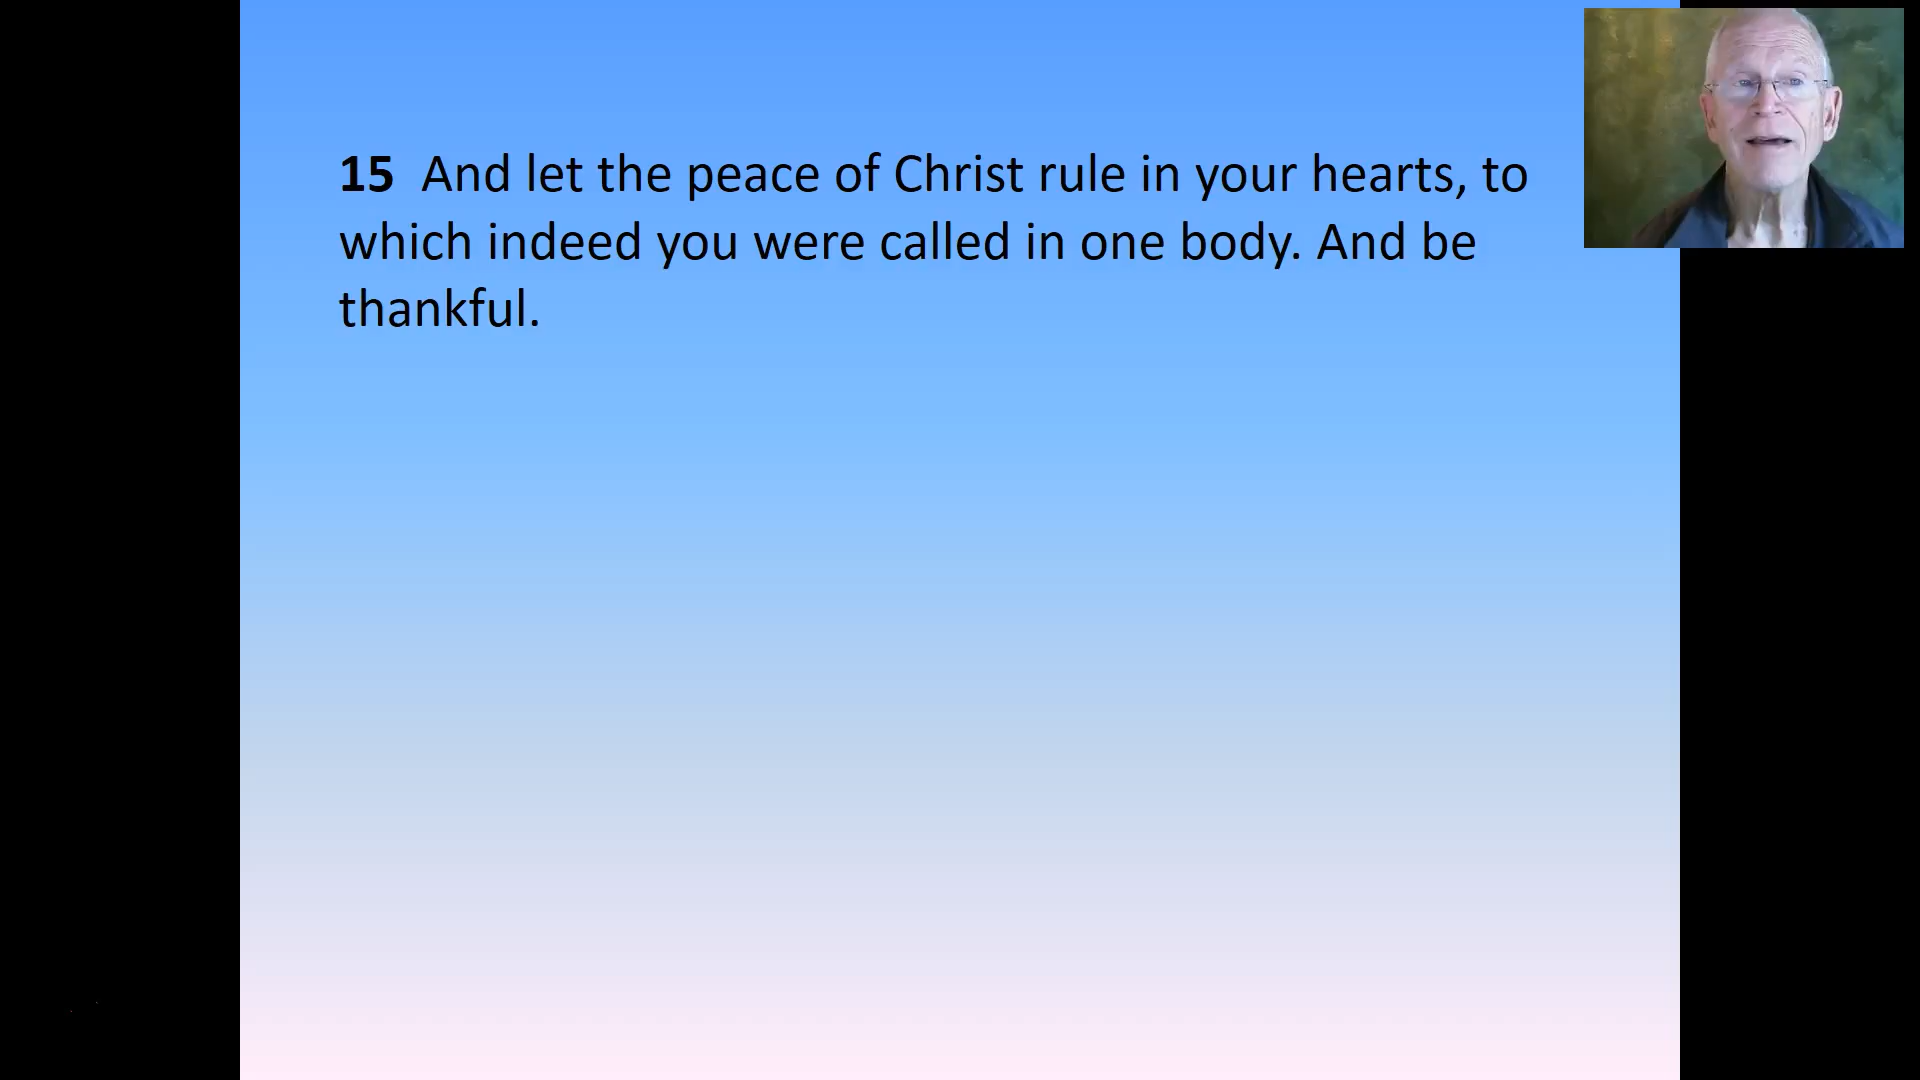 15 And let the peace of Christ rule in your hearts, to
which indeed you were called in one body. And be
thankful.